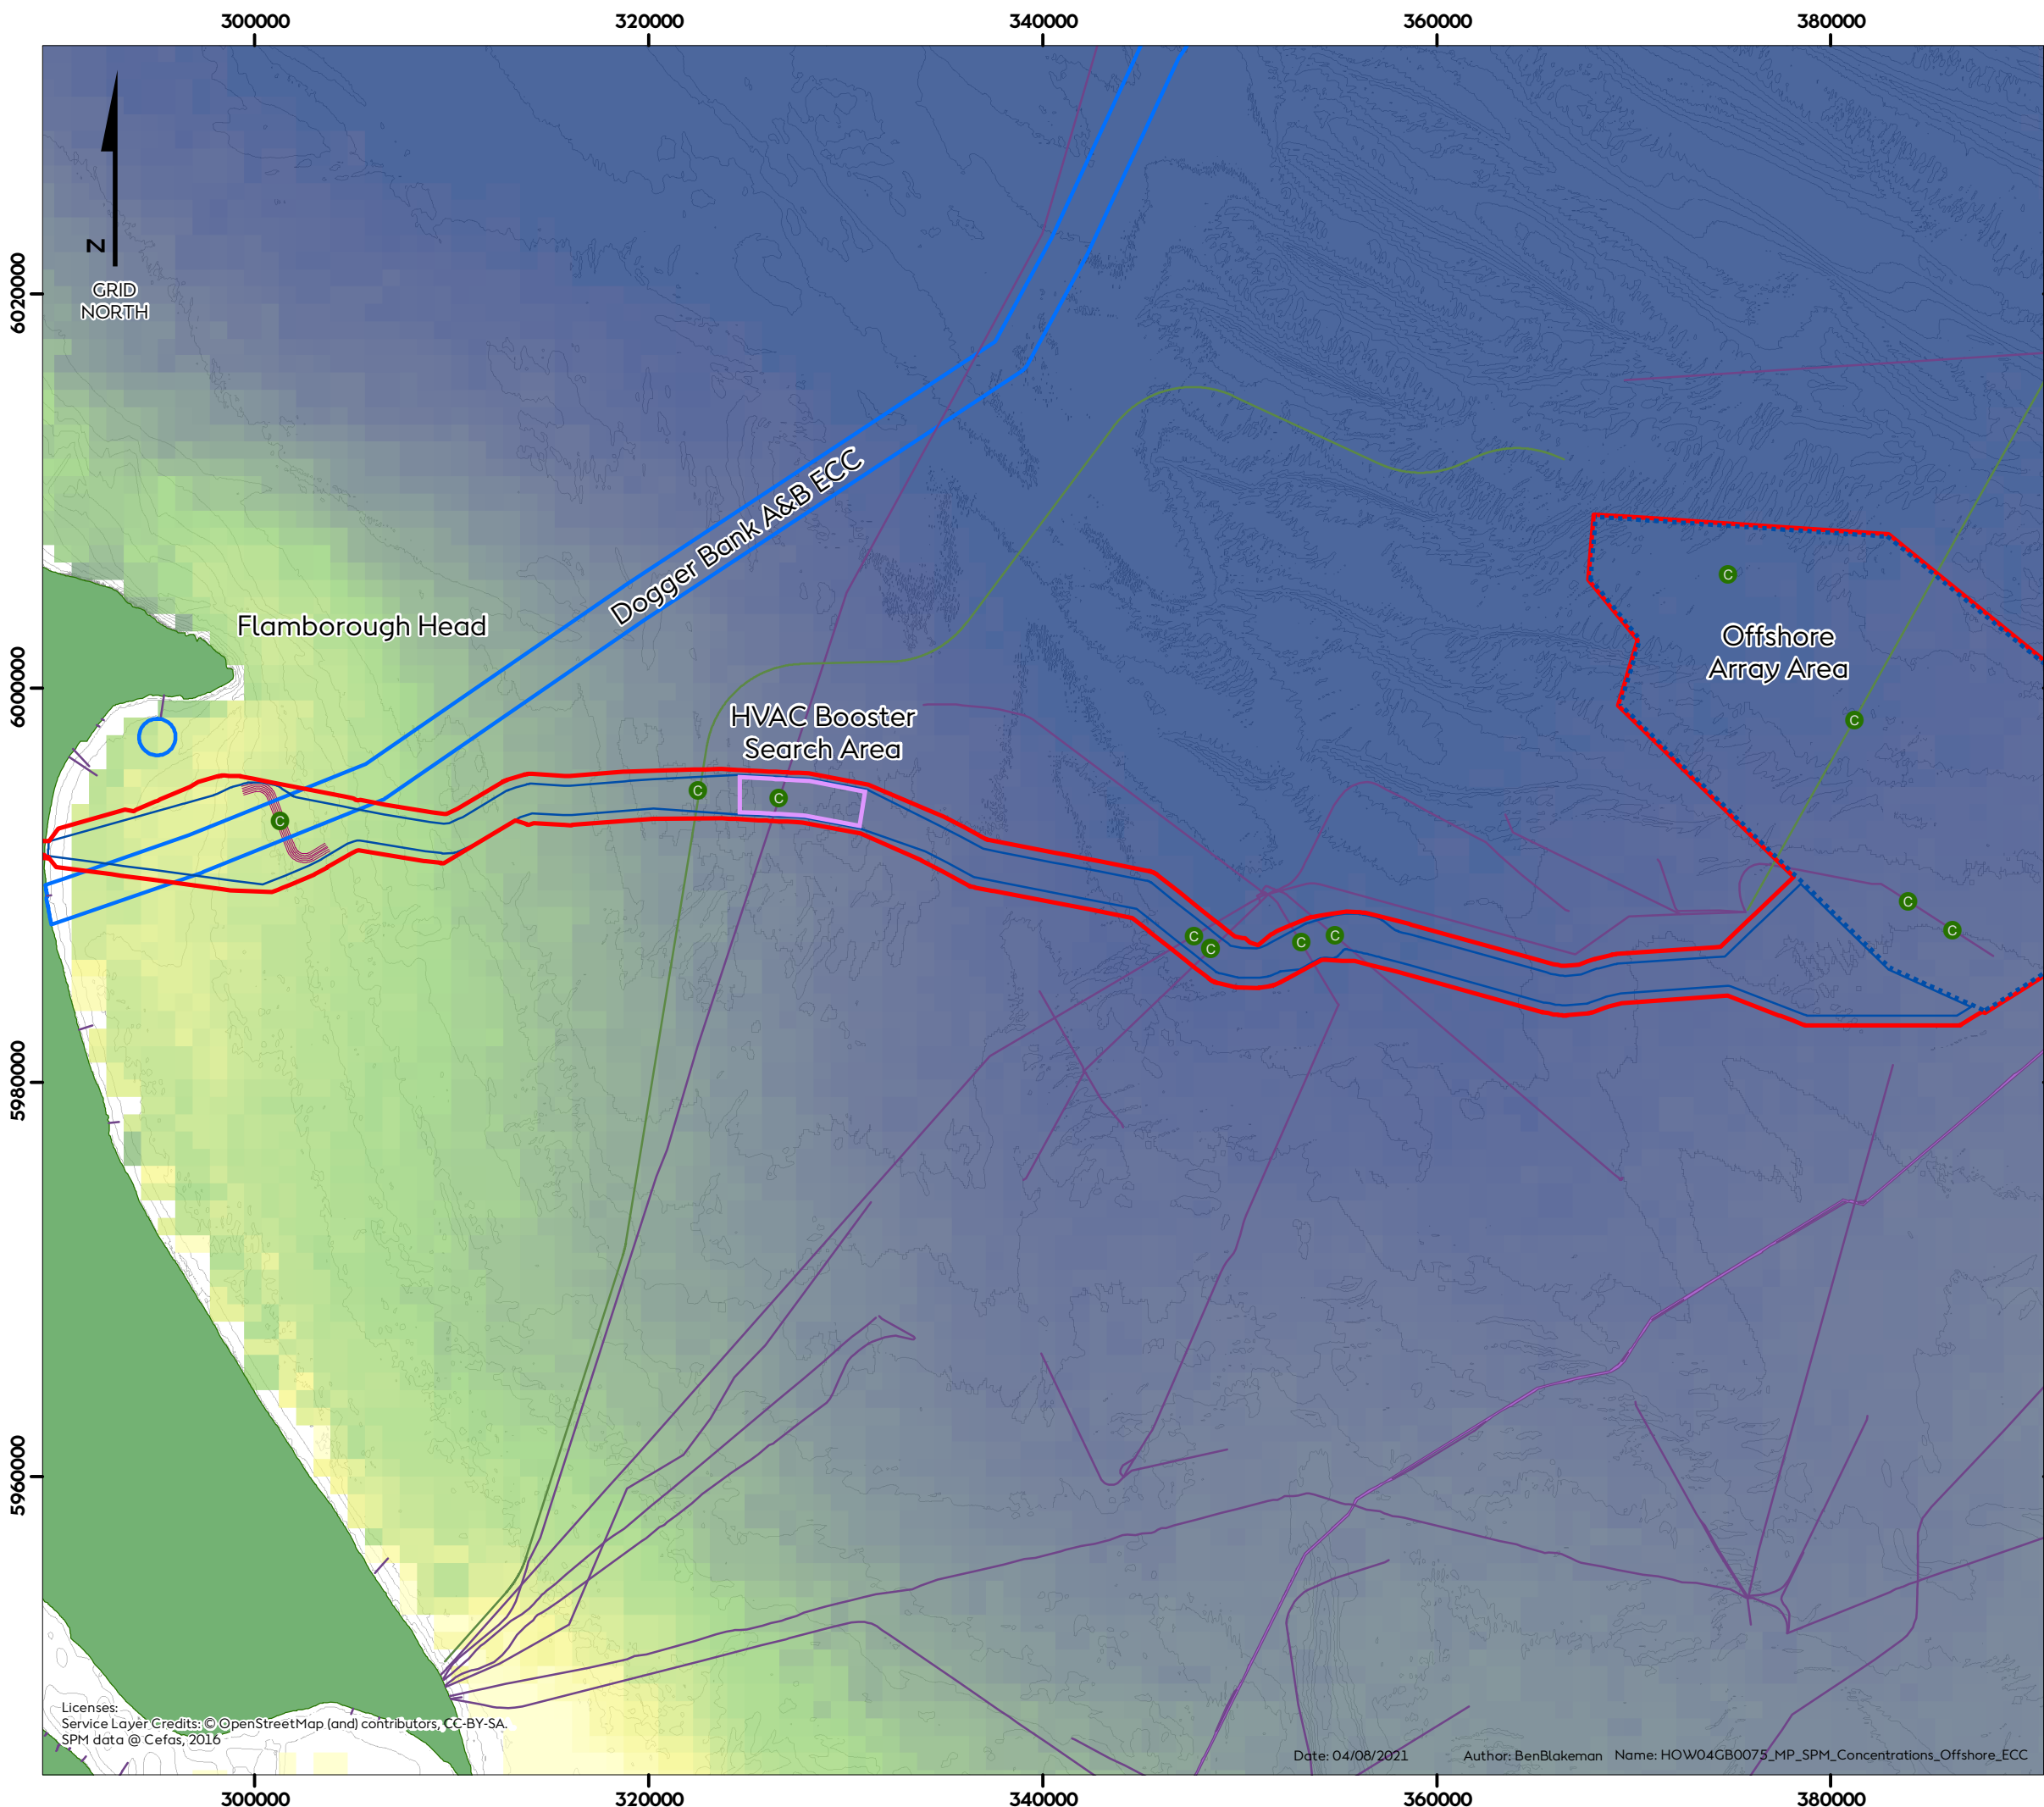 300000 320000 340000 360000 380000
N
GRID
NORTH
6020000
Dogger Bank A&B ECC
Flamborough Head
Offshore
Array Area
6000000
HVAC Booster
Search Area
C
C
C
C
C
C
C
C
C
C
C
5980000
5960000
Licenses:
Service Layer Credits: © OpenStreetMap (and) contributors, CC-BY-SA.
SPM data @ Cefas, 2016
Date: 04/08/2021 Author: BenBlakeman Name: HOW04GB0075_MP_SPM_Concentrations_Offshore_ECC
300000 320000 340000 360000 380000